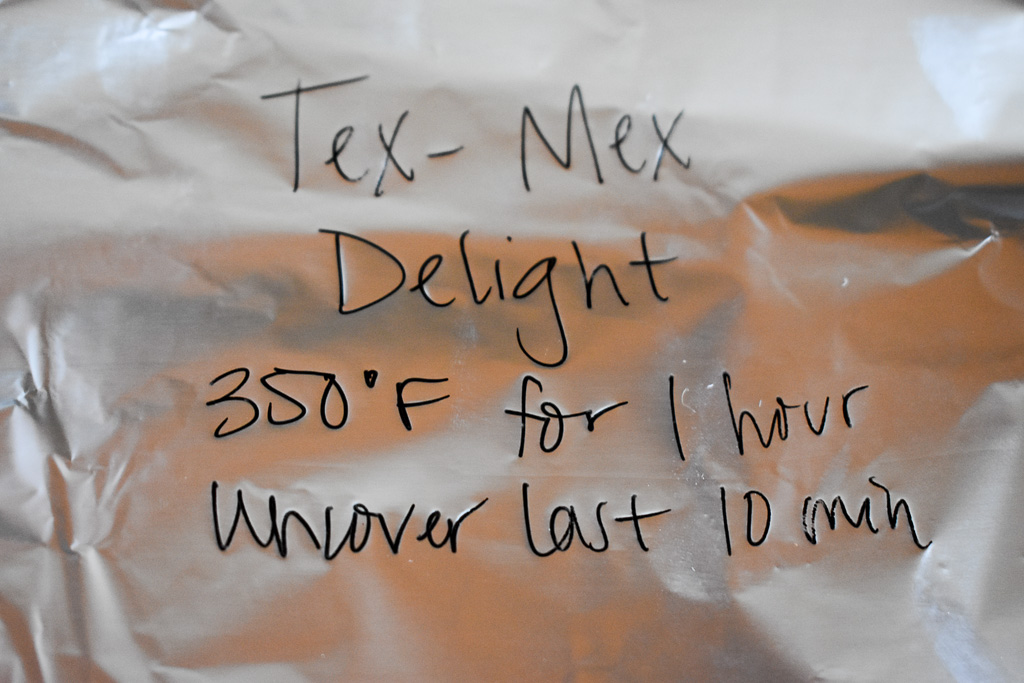 Tex-Mex
Delight
350°F for 1 hour
Uncover last 10 min